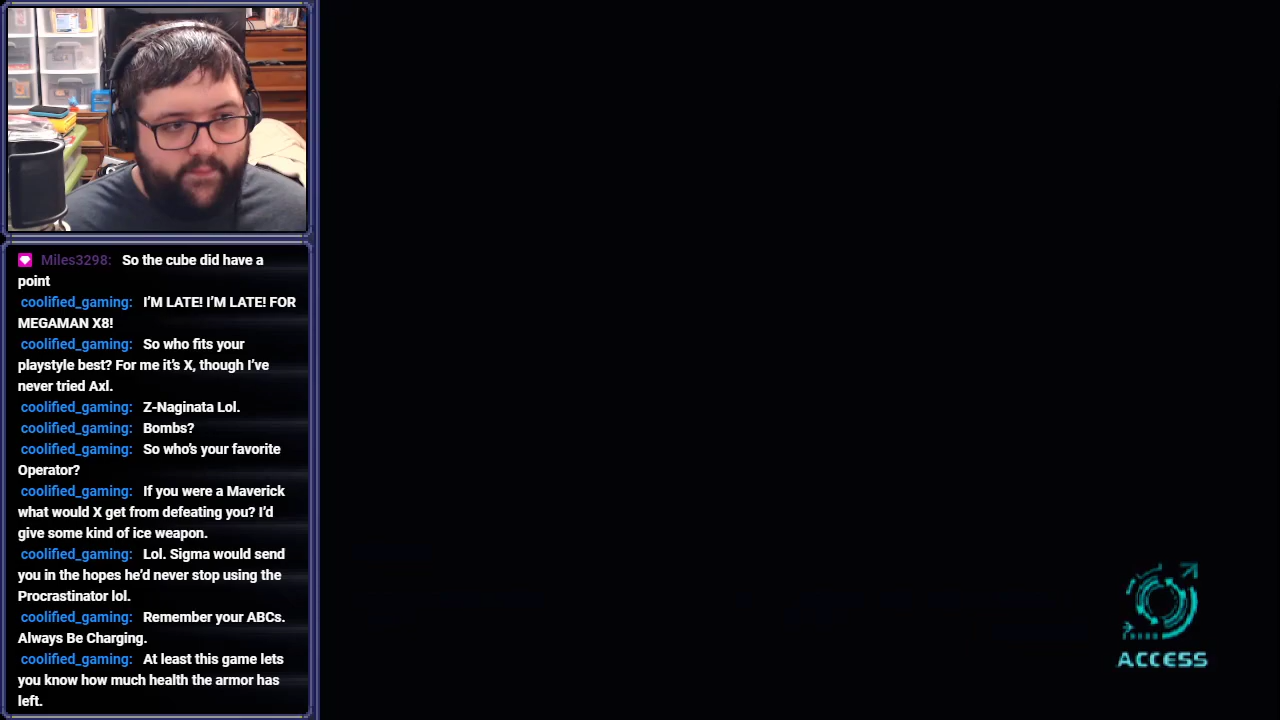 Miles3298: So the cube did have a
point
coolified_gaming: I'M LATE! I'M LATE! FOR
MEGAMAN X8!
coolified_gaming: So who fits your
playstyle best? For me it's X, though I've
never tried Axl.
coolified_gaming: Z-Naginata Lol.
coolified_gaming: Bombs?
coolified_gaming: So who's your favorite
Operator?
coolified_gaming: If you were a Maverick
what would X get from defeating you? I'd
give some kind of ice weapon.
coolified_gaming: Lol. Sigma would send
you in the hopes he'd never stop using the
Procrastinator lol.
coolified_gaming: Remember your ABCs.
Always Be Charging.
coolified_gaming: At least this game lets
you know how much health the armor has
left.
ACCESS